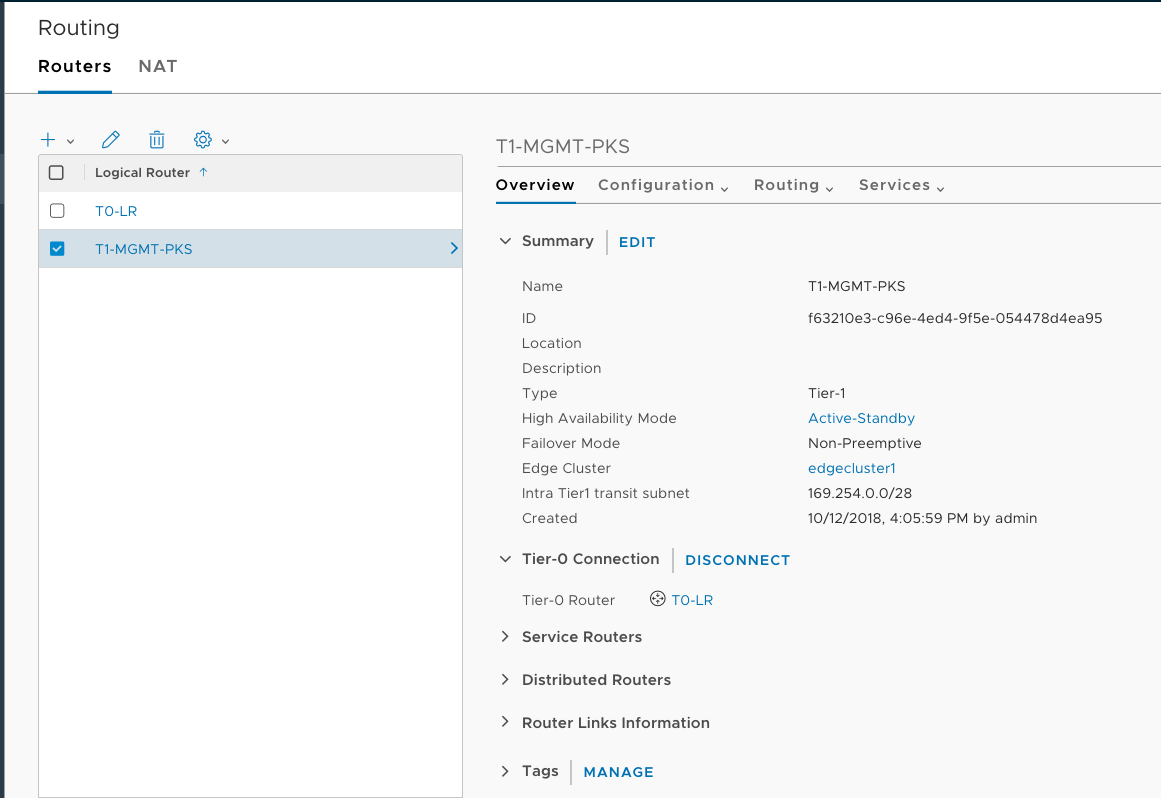 Routing
Routers NAT
Logical Router
T0-LR
T1-MGMT-PKS
T1-MGMT-PKS
Overview Configuration Routing Services
Summary EDIT
Name T1-MGMT-PKS
ID f63210e3-c96e-4ed4-9f5e-054478d4ea95
Location
Description
Type Tier-1
High Availability Mode Active-Standby
Failover Mode Non-Preemptive
Edge Cluster edgecluster1
Intra Tier1 transit subnet 169.254.0.0/28
Created 10/12/2018, 4:05:59 PM by admin
Tier-0 Connection DISCONNECT
Tier-0 Router T0-LR
Service Routers
Distributed Routers
Router Links Information
Tags MANAGE